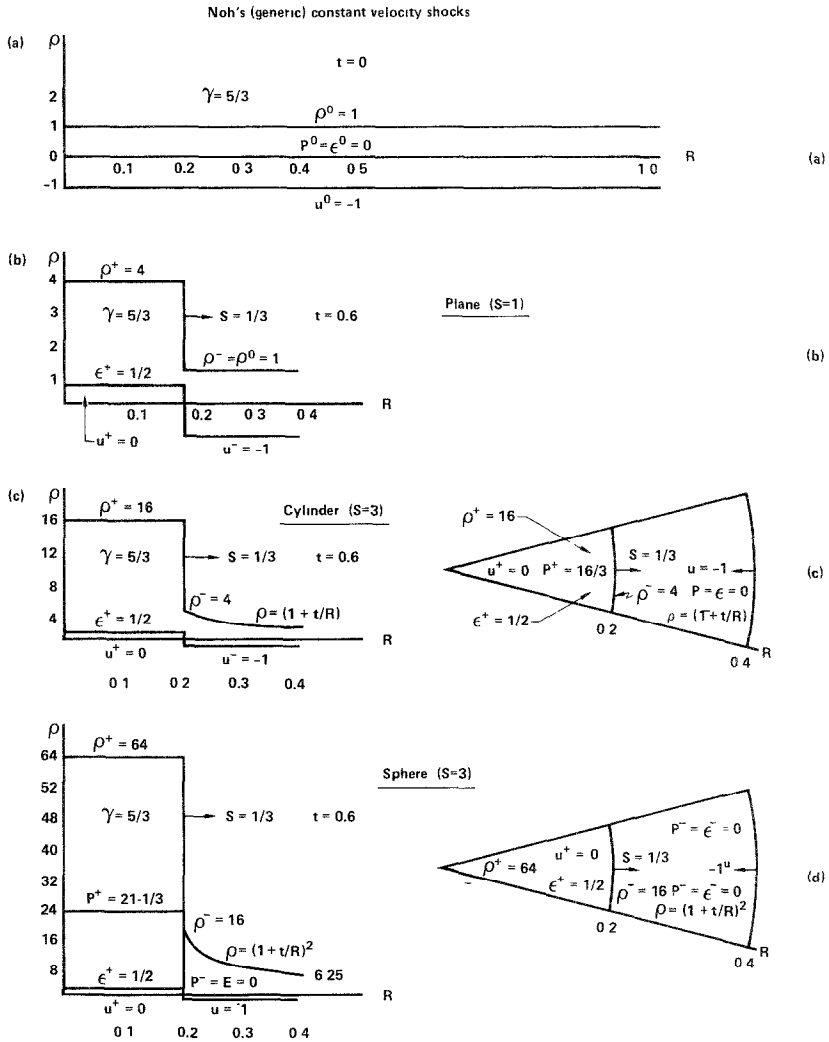 Noh's (generic) constant velocity shocks
(a)
ρ
t = 0
γ = 5/3
2
ρ⁰ = 1
1
P⁰ = ϵ⁰ = 0
0
R
0.1 0.2 0 3 0.4 0 5 1 0
(a)
-1
u⁰ = -1
(b)
ρ
ρ⁺ = 4
4
γ = 5/3
S = 1/3 t = 0.6
3
Plane (S=1)
2
ρ⁻ = ρ⁰ = 1
(b)
ϵ⁺ = 1/2
1
R
0.1 0.2 0 3 0 4
u⁺ = 0
u⁻ = -1
(c)
ρ
ρ⁺ = 16
16
Cylinder (S=3)
γ = 5/3
S = 1/3 t = 0.6
12
8
ρ⁻ = 4
ρ = (1 + t/R)
4
ϵ⁺ = 1/2
R
u⁺ = 0
u⁻ = -1
0 1 0 2 0.3 0.4
ρ⁺ = 16
S = 1/3
u⁺ = 0 P⁺ = 16/3
u = -1
(c)
ρ⁻ = 4
P = ϵ = 0
ϵ⁺ = 1/2
ρ = (1 + t/R)
0 2
R
0 4
ρ
ρ⁺ = 64
64
Sphere (S=3)
52
γ = 5/3
S = 1/3 t = 0.6
48
40
32
P⁺ = 21-1/3
24
ρ⁻ = 16
16
ρ = (1 + t/R)²
8
6 25
ϵ⁺ = 1/2
P⁻ = E = 0
R
u⁺ = 0
u = -1
0 1 0.2 0.3 0 4
P⁻ = ϵ⁻ = 0
u⁺ = 0
S = 1/3
-1ᵘ
(d)
ρ⁺ = 64
ϵ⁺ = 1/2
ρ⁻ = 16 P⁻ = ϵ⁻ = 0
ρ = (1 + t/R)²
0 2
R
0 4